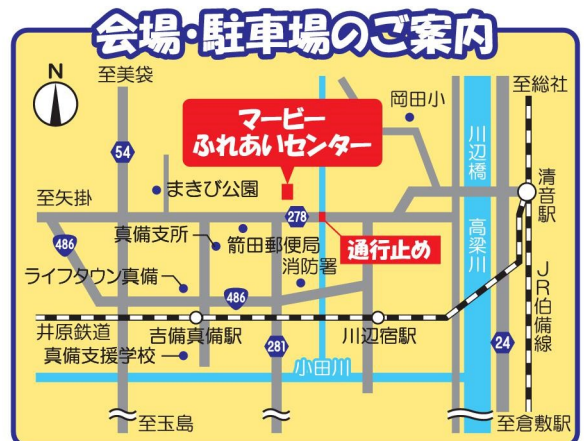 会場・駐車場のご案内
N
至美袋
至総社
岡田小
マービー
ふれあいセンター
川辺橋
54
まきび公園
清音駅
至矢掛
278
真備支所
箭田郵便局
通行止め
高梁川
486
消防署
ライフタウン真備
486
JR伯備線
井原鉄道
吉備真備駅
川辺宿駅
281
24
真備支援学校
小田川
至玉島
至倉敷駅